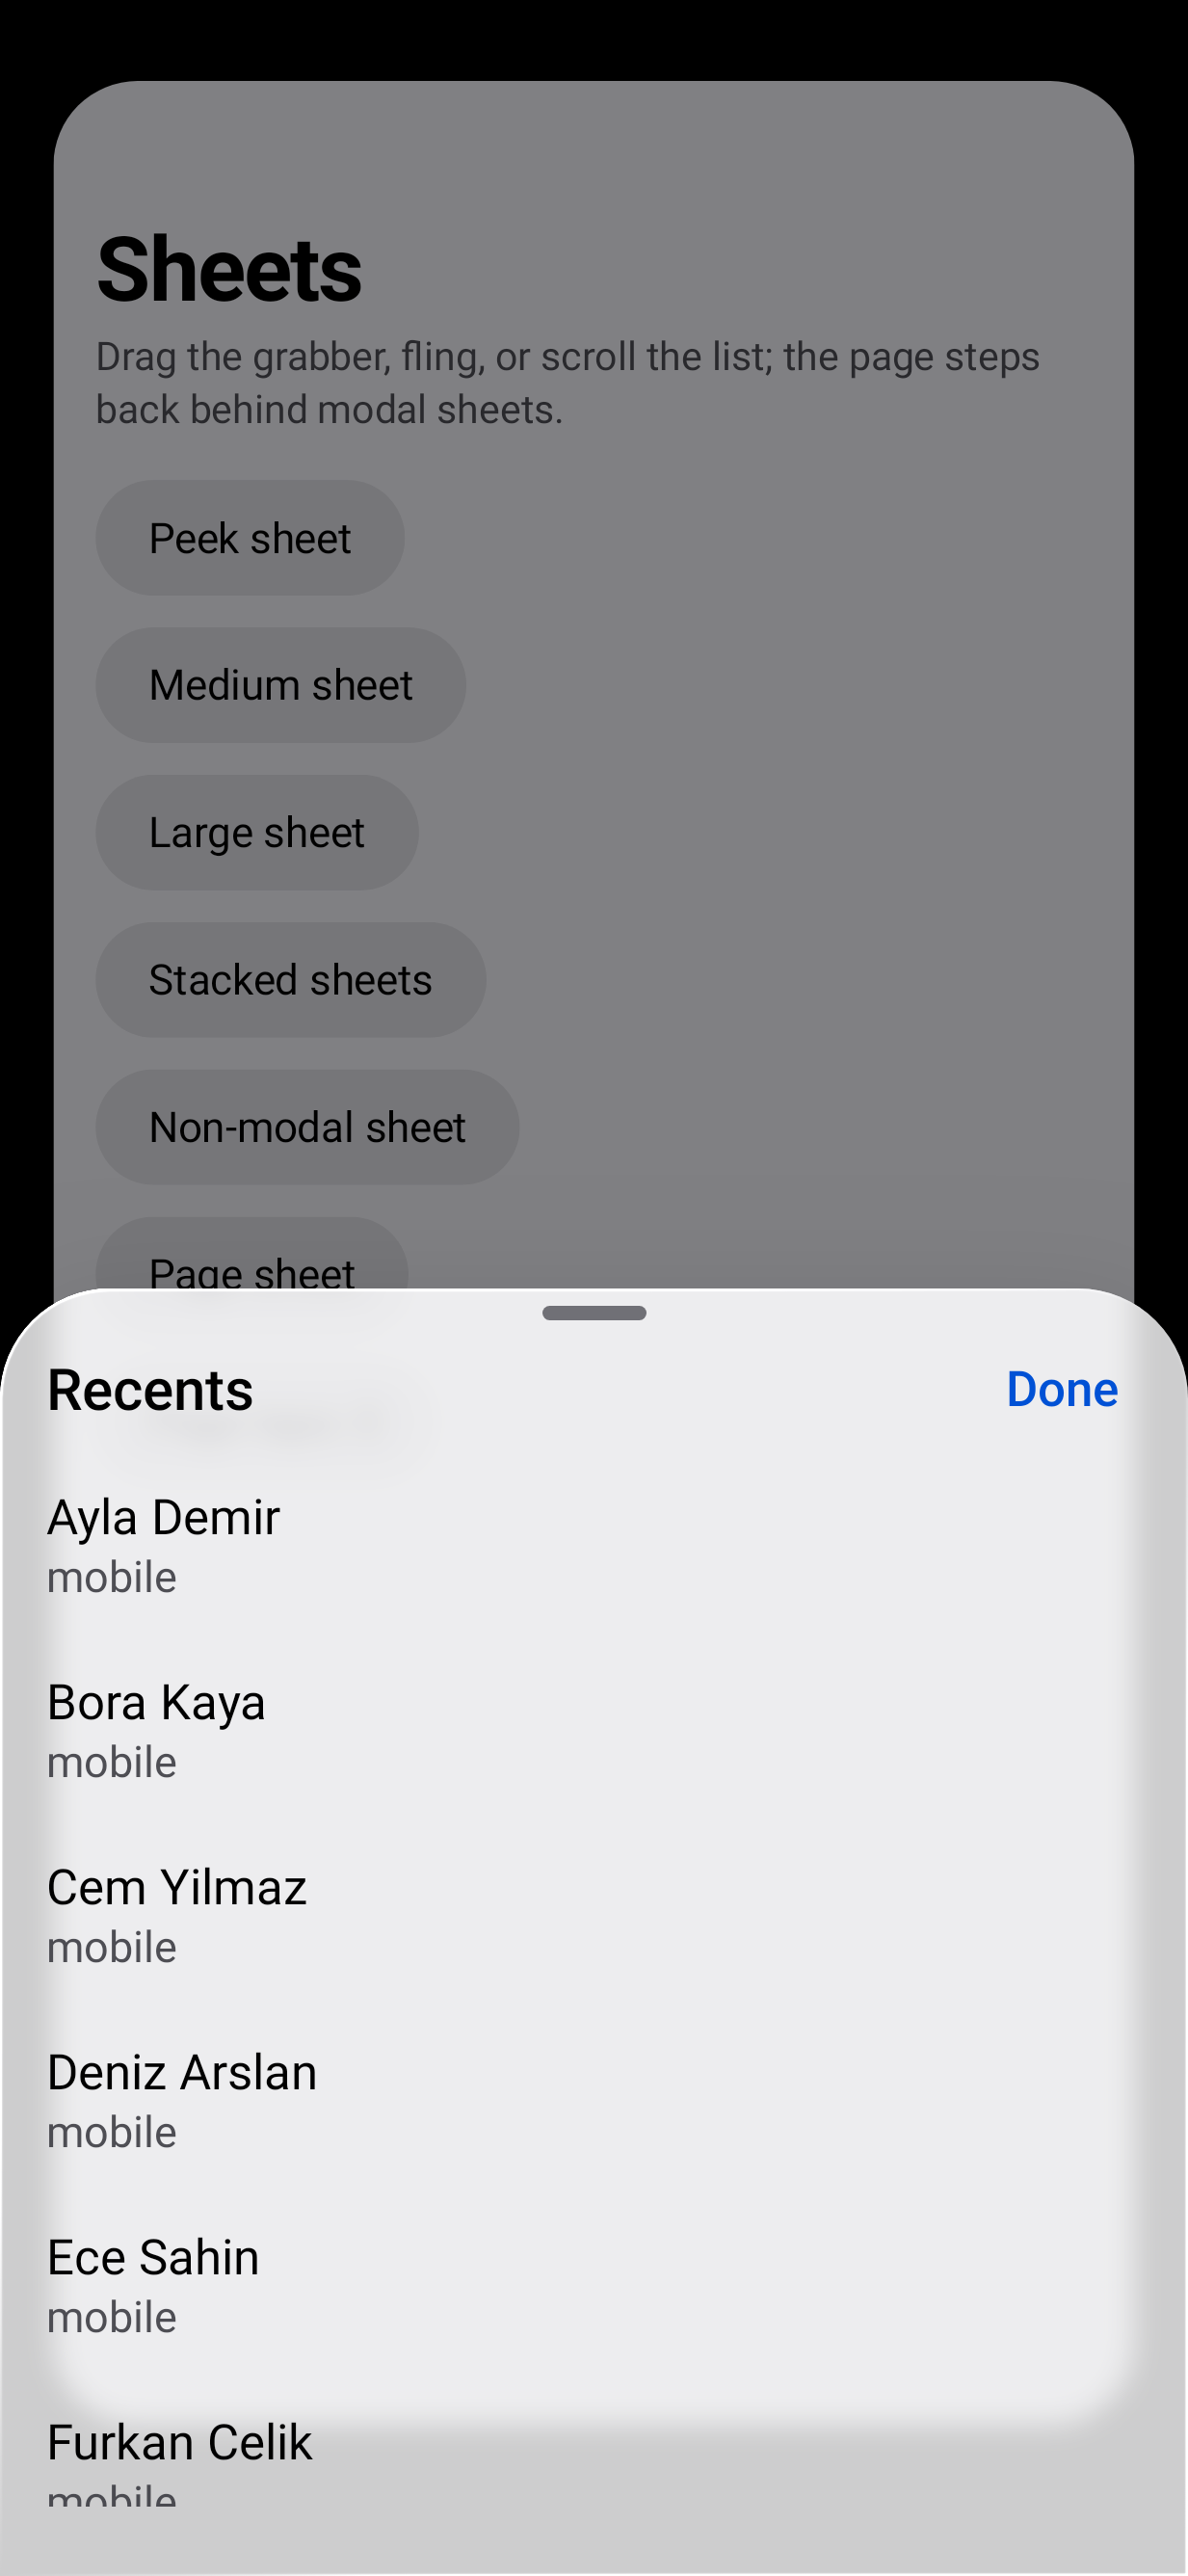 Sheets
Drag the grabber, fling, or scroll the list; the page steps
back behind modal sheets.
Peek sheet
Medium sheet
Large sheet
Stacked sheets
Non-modal sheet
Page sheet
Recents
Done
Ayla Demir
mobile
Bora Kaya
mobile
Cem Yilmaz
mobile
Deniz Arslan
mobile
Ece Sahin
mobile
Furkan Celik
mobile